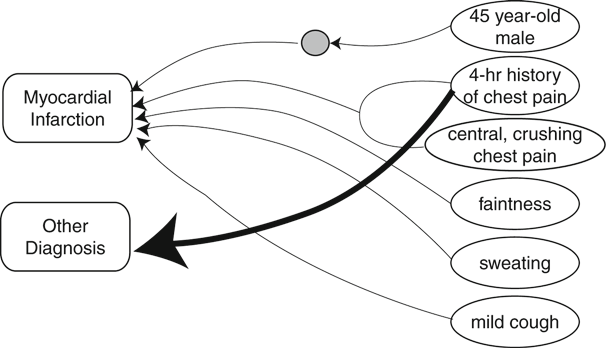 45 year-old
male
Myocardial
Infarction
4-hr history
of chest pain
central, crushing
chest pain
faintness
Other
Diagnosis
sweating
mild cough